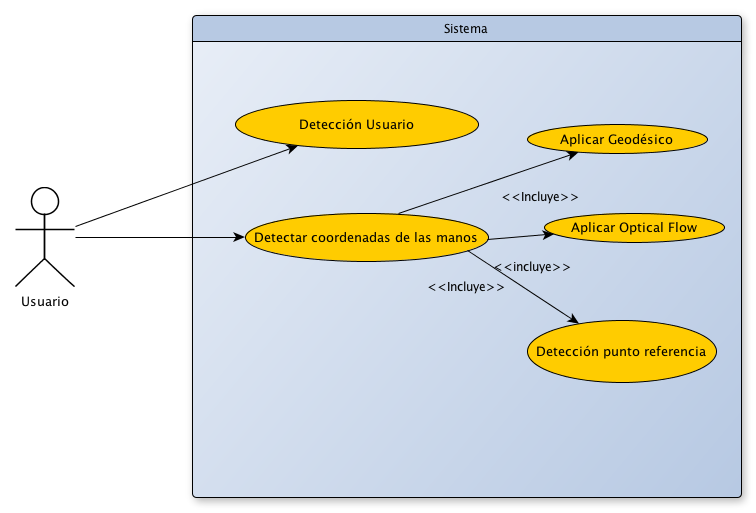 Sistema
Detección Usuario
Aplicar Geodésico
<<Incluye>>
Aplicar Optical Flow
Detectar coordenadas de las manos
<<incluye>>
<<Incluye>>
Usuario
Detección punto referencia